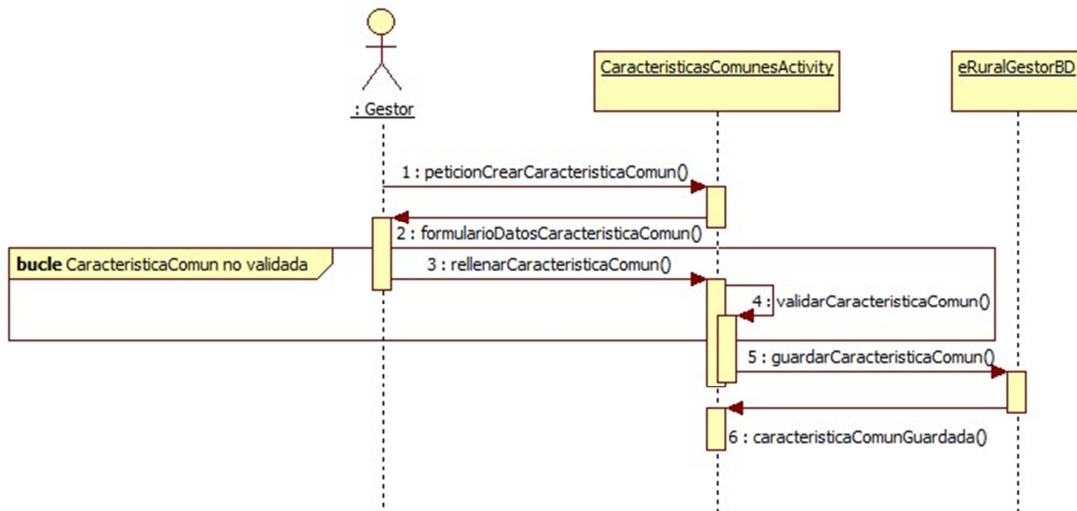 CaracteristicasComunesActivity
eRuralGestorBD
: Gestor
1 : peticionCrearCaracteristicaComun()
2 : formularioDatosCaracteristicaComun()
bucle CaracteristicaComun no validada
3 : rellenarCaracteristicaComun()
4 : validarCaracteristicaComun()
5 : guardarCaracteristicaComun()
6 : caracteristicaComunGuardada()